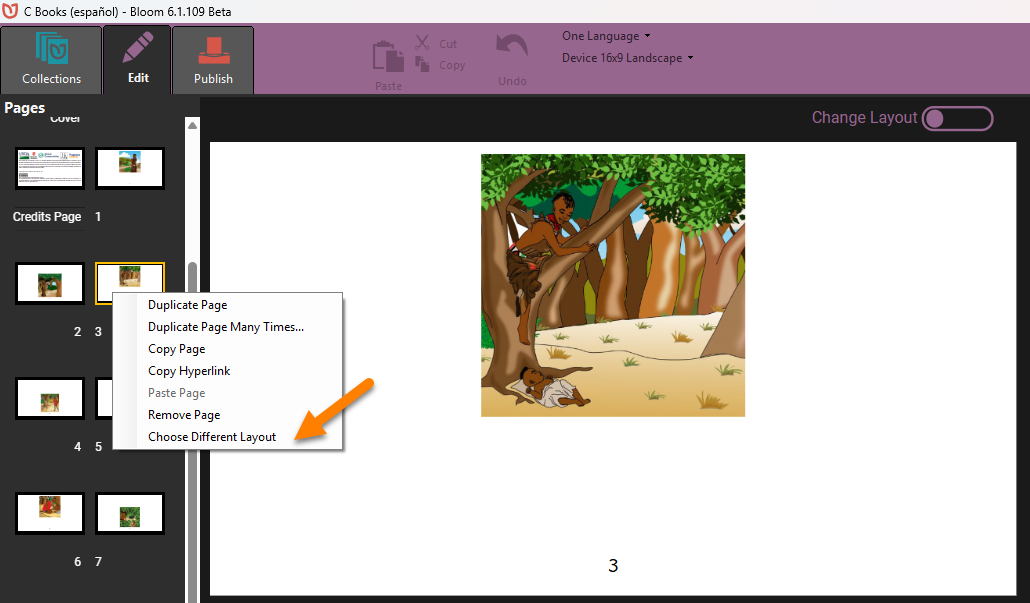 C Books (español) - Bloom 6.1.109 Beta
Collections
Edit
Publish
Paste
Cut
Copy
Undo
One Language
Device 16x9 Landscape
Pages
Change Layout
Cover
Credits Page 1
2 3
Duplicate Page
Duplicate Page Many Times...
Copy Page
Copy Hyperlink
Paste Page
Remove Page
Choose Different Layout
4 5
6 7
3